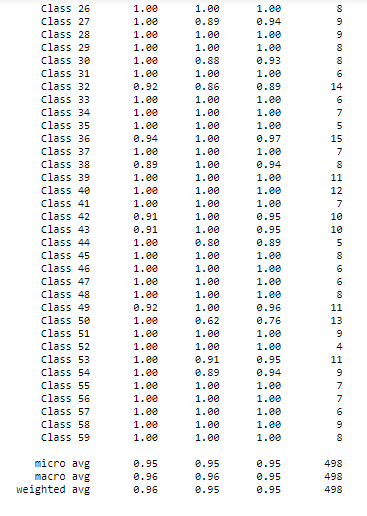 Class 26 1.00 1.00 1.00 8
Class 27 1.00 0.89 0.94 9
Class 28 1.00 1.00 1.00 9
Class 29 1.00 1.00 1.00 8
Class 30 1.00 0.88 0.93 8
Class 31 1.00 1.00 1.00 6
Class 32 0.92 0.86 0.89 14
Class 33 1.00 1.00 1.00 6
Class 34 1.00 1.00 1.00 7
Class 35 1.00 1.00 1.00 5
Class 36 0.94 1.00 0.97 15
Class 37 1.00 1.00 1.00 7
Class 38 0.89 1.00 0.94 8
Class 39 1.00 1.00 1.00 11
Class 40 1.00 1.00 1.00 12
Class 41 1.00 1.00 1.00 7
Class 42 0.91 1.00 0.95 10
Class 43 0.91 1.00 0.95 10
Class 44 1.00 0.80 0.89 5
Class 45 1.00 1.00 1.00 8
Class 46 1.00 1.00 1.00 6
Class 47 1.00 1.00 1.00 6
Class 48 1.00 1.00 1.00 8
Class 49 0.92 1.00 0.96 11
Class 50 1.00 0.62 0.76 13
Class 51 1.00 1.00 1.00 9
Class 52 1.00 1.00 1.00 4
Class 53 1.00 0.91 0.95 11
Class 54 1.00 0.89 0.94 9
Class 55 1.00 1.00 1.00 7
Class 56 1.00 1.00 1.00 7
Class 57 1.00 1.00 1.00 6
Class 58 1.00 1.00 1.00 9
Class 59 1.00 1.00 1.00 8
micro avg 0.95 0.95 0.95 498
macro avg 0.96 0.96 0.95 498
weighted avg 0.96 0.95 0.95 498